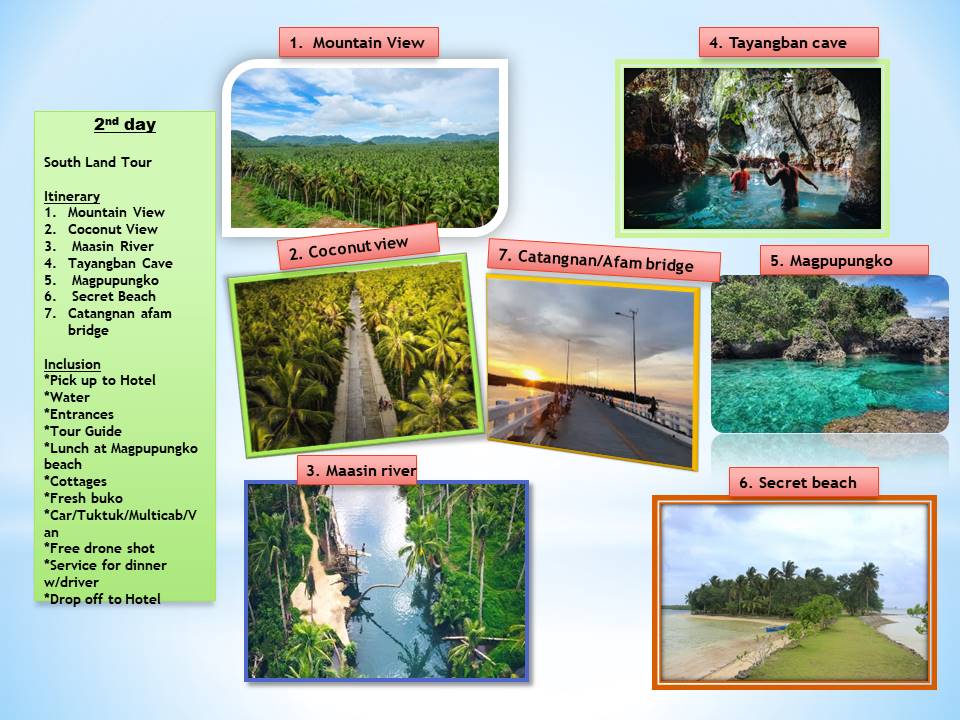 2nd day
South Land Tour
Itinerary
1. Mountain View
2. Coconut View
3. Maasin River
4. Tayangban Cave
5. Magpupungko
6. Secret Beach
7. Catangnan afam
bridge
Inclusion
*Pick up to Hotel
*Water
*Entrances
*Tour Guide
*Lunch at Magpupungko
beach
*Cottages
*Fresh buko
*Car/Tuktuk/Multicab/V
an
*Free drone shot
*Service for dinner
w/driver
*Drop off to Hotel
1. Mountain View
2. Coconut view
3. Maasin river
4. Tayangban cave
7. Catangnan/Afam bridge
5. Magpupungko
6. Secret beach